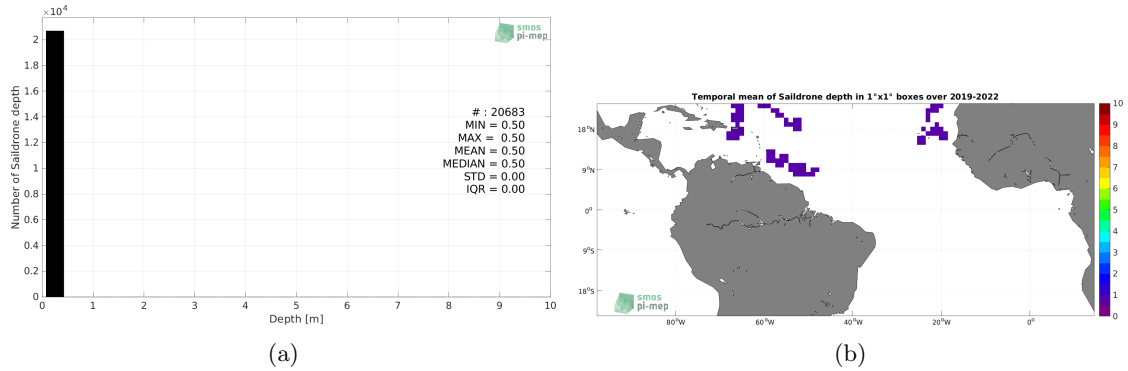 ×10⁴
2
1.8
1.6
1.4
1.2
1
0.8
0.6
0.4
0.2
0
Number of Saildrone depth
smos
pi-mep
# : 20683
MIN = 0.50
MAX = 0.50
MEAN = 0.50
MEDIAN = 0.50
STD = 0.00
IQR = 0.00
0 1 2 3 4 5 6 7 8 9 10
Depth [m]
(a)
Temporal mean of Saildrone depth in 1°x1° boxes over 2019-2022
18°N
9°N
0°
9°S
18°S
smos
pi-mep
80°W 60°W 40°W 20°W 0°
10
9
8
7
6
5
4
3
2
1
0
(b)